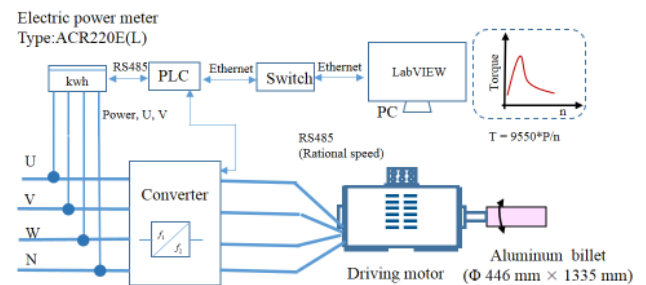 Electric power meter
Type:ACR220E(L)
kwh
RS485
PLC
Ethernet
Switch
Ethernet
LabVIEW
PC
Torque
n
T = 9550*P/n
Power, U, V
RS485
(Rational speed)
U
V
W
N
Converter
f₁
f₂
Driving motor
Aluminum billet
(Φ 446 mm × 1335 mm)